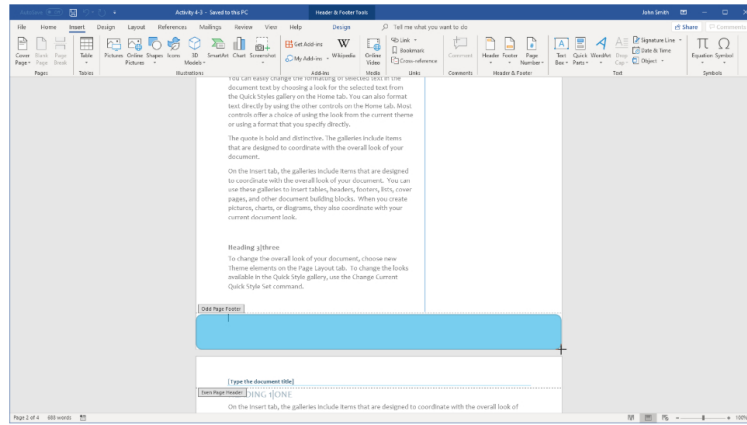 AutoSave Off
Activity 4-3 - Saved to this PC
Header & Footer Tools
John Smith
File Home Insert Design Layout References Mailings Review View Help Design Tell me what you want to do Share Comments
Cover Page Blank Page Page Break
Pages
Table
Tables
Pictures Online Pictures Shapes Icons 3D Models SmartArt Chart Screenshot
Illustrations
Get Add-ins
My Add-ins
Wikipedia
Add-ins
Online Video
Media
Link
Bookmark
Cross-reference
Links
Comment
Comments
Header Footer Page Number
Header & Footer
Text Box Quick Parts WordArt Drop Cap
Signature Line
Date & Time
Object
Text
Equation Symbol
Symbols
You can easily change the formatting of selected text in the
document text by choosing a look for the selected text from
the Quick Styles gallery on the Home tab. You can also format
text directly by using the other controls on the Home tab. Most
controls offer a choice of using the look from the current theme
or using a format that you specify directly.
The quote is bold and distinctive. The galleries include items
that are designed to coordinate with the overall look of your
document.
On the Insert tab, the galleries include items that are designed
to coordinate with the overall look of your document. You can
use these galleries to insert tables, headers, footers, lists, cover
pages, and other document building blocks. When you create
pictures, charts, or diagrams, they also coordinate with your
current document look.
Heading 3|three
To change the overall look of your document, choose new
Theme elements on the Page Layout tab. To change the looks
available in the Quick Style gallery, use the Change Current
Quick Style Set command.
Odd Page Footer
[Type the document title]
Even Page Header
DING 1|ONE
On the Insert tab, the galleries include items that are designed to coordinate with the overall look of
Page 2 of 4 688 words
100%